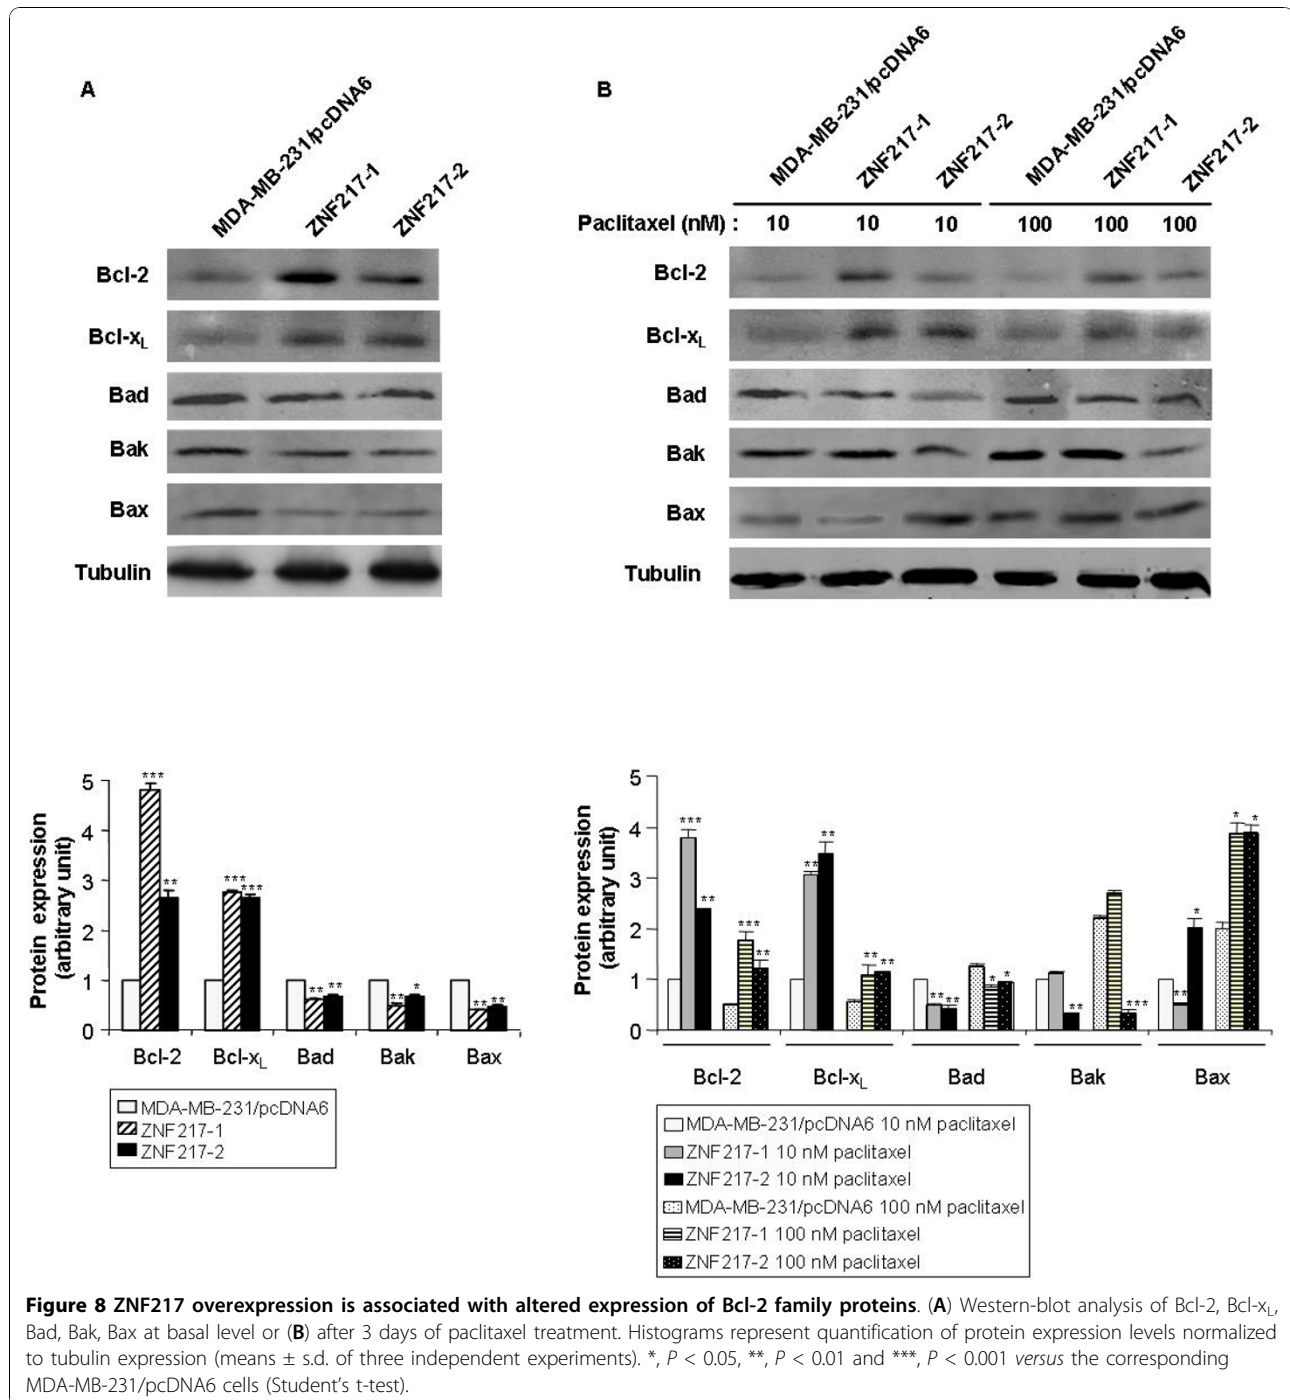 A
MDA-MB-231/pcDNA6
ZNF217-1
ZNF217-2
Bcl-2
Bcl-xL
Bad
Bak
Bax
Tubulin
B
MDA-MB-231/pcDNA6
ZNF217-1
ZNF217-2
MDA-MB-231/pcDNA6
ZNF217-1
ZNF217-2
Paclitaxel (nM) : 10 10 10 100 100 100
Bcl-2
Bcl-xL
Bad
Bak
Bax
Tubulin
Protein expression
(arbitrary unit)
5
4
3
2
1
0
*** ** *** *** ** ** ** * ** **
Bcl-2 Bcl-xL Bad Bak Bax
MDA-MB-231/pcDNA6
ZNF217-1
ZNF217-2
Protein expression
(arbitrary unit)
5
4
3
2
1
0
*** ** *** ** ** ** ** ** ** ** * * ** *** ** * * *
Bcl-2 Bcl-xL Bad Bak Bax
MDA-MB-231/pcDNA6 10 nM paclitaxel
ZNF217-1 10 nM paclitaxel
ZNF217-2 10 nM paclitaxel
MDA-MB-231/pcDNA6 100 nM paclitaxel
ZNF217-1 100 nM paclitaxel
ZNF217-2 100 nM paclitaxel
Figure 8 ZNF217 overexpression is associated with altered expression of Bcl-2 family proteins. (A) Western-blot analysis of Bcl-2, Bcl-xL,
Bad, Bak, Bax at basal level or (B) after 3 days of paclitaxel treatment. Histograms represent quantification of protein expression levels normalized
to tubulin expression (means ± s.d. of three independent experiments). *, P < 0.05, **, P < 0.01 and ***, P < 0.001 versus the corresponding
MDA-MB-231/pcDNA6 cells (Student's t-test).